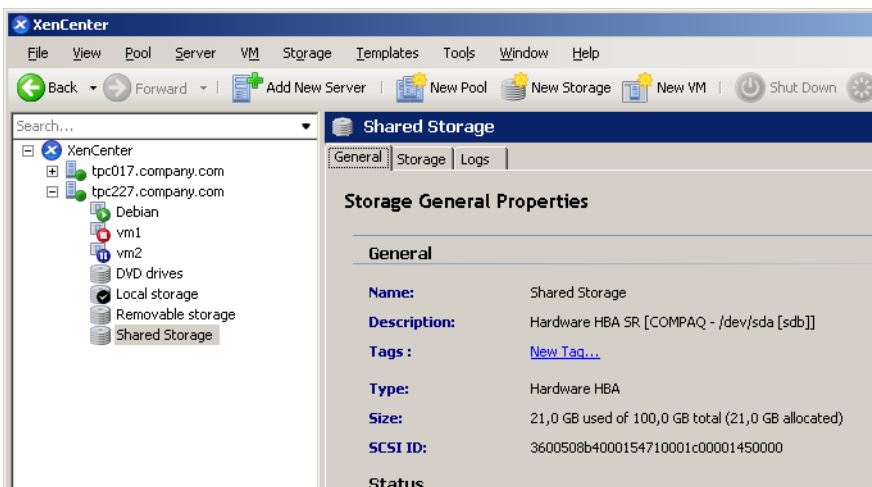 XenCenter
File View Pool Server VM Storage Templates Tools Window Help
Back Forward Add New Server New Pool New Storage New VM Shut Down
Search...
XenCenter
tpc017.company.com
tpc227.company.com
Debian
vm1
vm2
DVD drives
Local storage
Removable storage
Shared Storage
Shared Storage
General Storage Logs
Storage General Properties
General
Name: Shared Storage
Description: Hardware HBA SR [COMPAQ - /dev/sda [sdb]]
Tags : New Tag...
Type: Hardware HBA
Size: 21,0 GB used of 100,0 GB total (21,0 GB allocated)
SCSI ID: 3600508b4000154710001c00001450000
Status